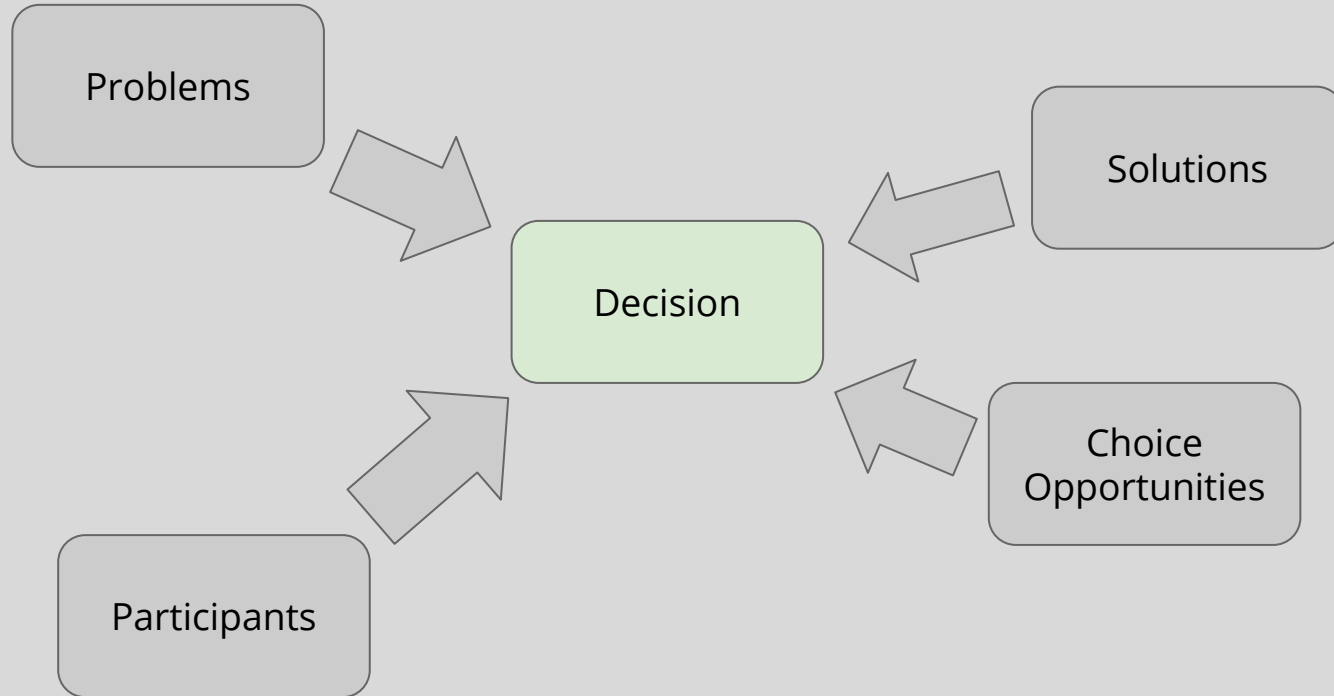 Problems
Solutions
Decision
Choice
Opportunities
Participants